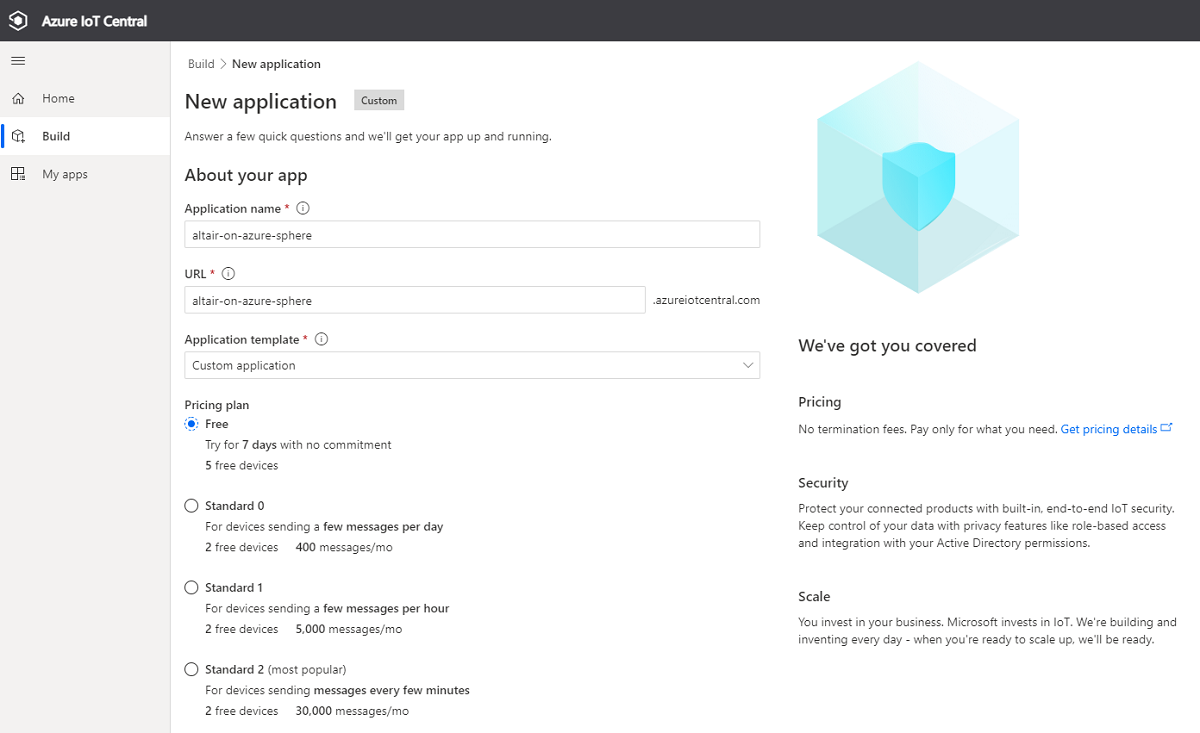 Azure IoT Central
Home
Build
My apps
Build > New application
New application Custom
Answer a few quick questions and we'll get your app up and running.
About your app
Application name *
altair-on-azure-sphere
URL *
altair-on-azure-sphere .azureiotcentral.com
Application template *
Custom application
Pricing plan
Free
Try for 7 days with no commitment
5 free devices
Standard 0
For devices sending a few messages per day
2 free devices 400 messages/mo
Standard 1
For devices sending a few messages per hour
2 free devices 5,000 messages/mo
Standard 2 (most popular)
For devices sending messages every few minutes
2 free devices 30,000 messages/mo
We've got you covered
Pricing
No termination fees. Pay only for what you need. Get pricing details
Security
Protect your connected products with built-in, end-to-end IoT security.
Keep control of your data with privacy features like role-based access
and integration with your Active Directory permissions.
Scale
You invest in your business. Microsoft invests in IoT. We're building and
inventing every day - when you're ready to scale up, we'll be ready.